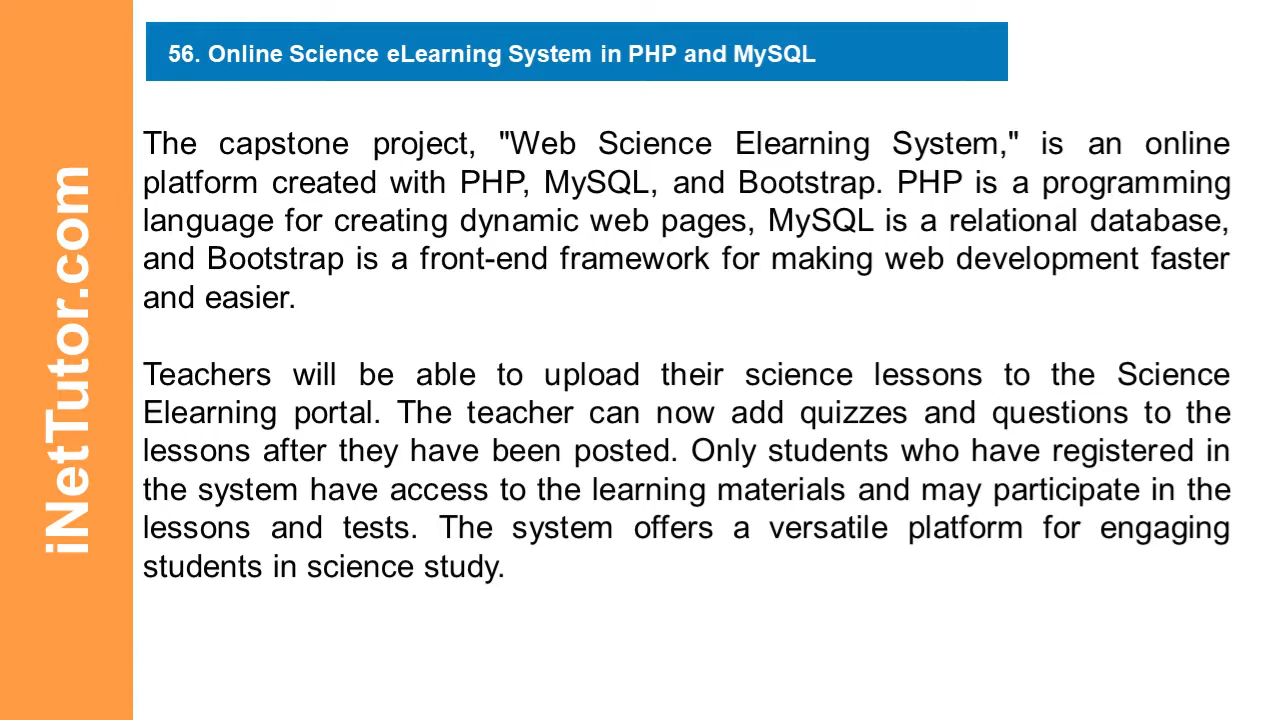 56. Online Science eLearning System in PHP and MySQL
iNetTutor.com
The capstone project, "Web Science Elearning System," is an online
platform created with PHP, MySQL, and Bootstrap. PHP is a programming
language for creating dynamic web pages, MySQL is a relational database,
and Bootstrap is a front-end framework for making web development faster
and easier.
Teachers will be able to upload their science lessons to the Science
Elearning portal. The teacher can now add quizzes and questions to the
lessons after they have been posted. Only students who have registered in
the system have access to the learning materials and may participate in the
lessons and tests. The system offers a versatile platform for engaging
students in science study.